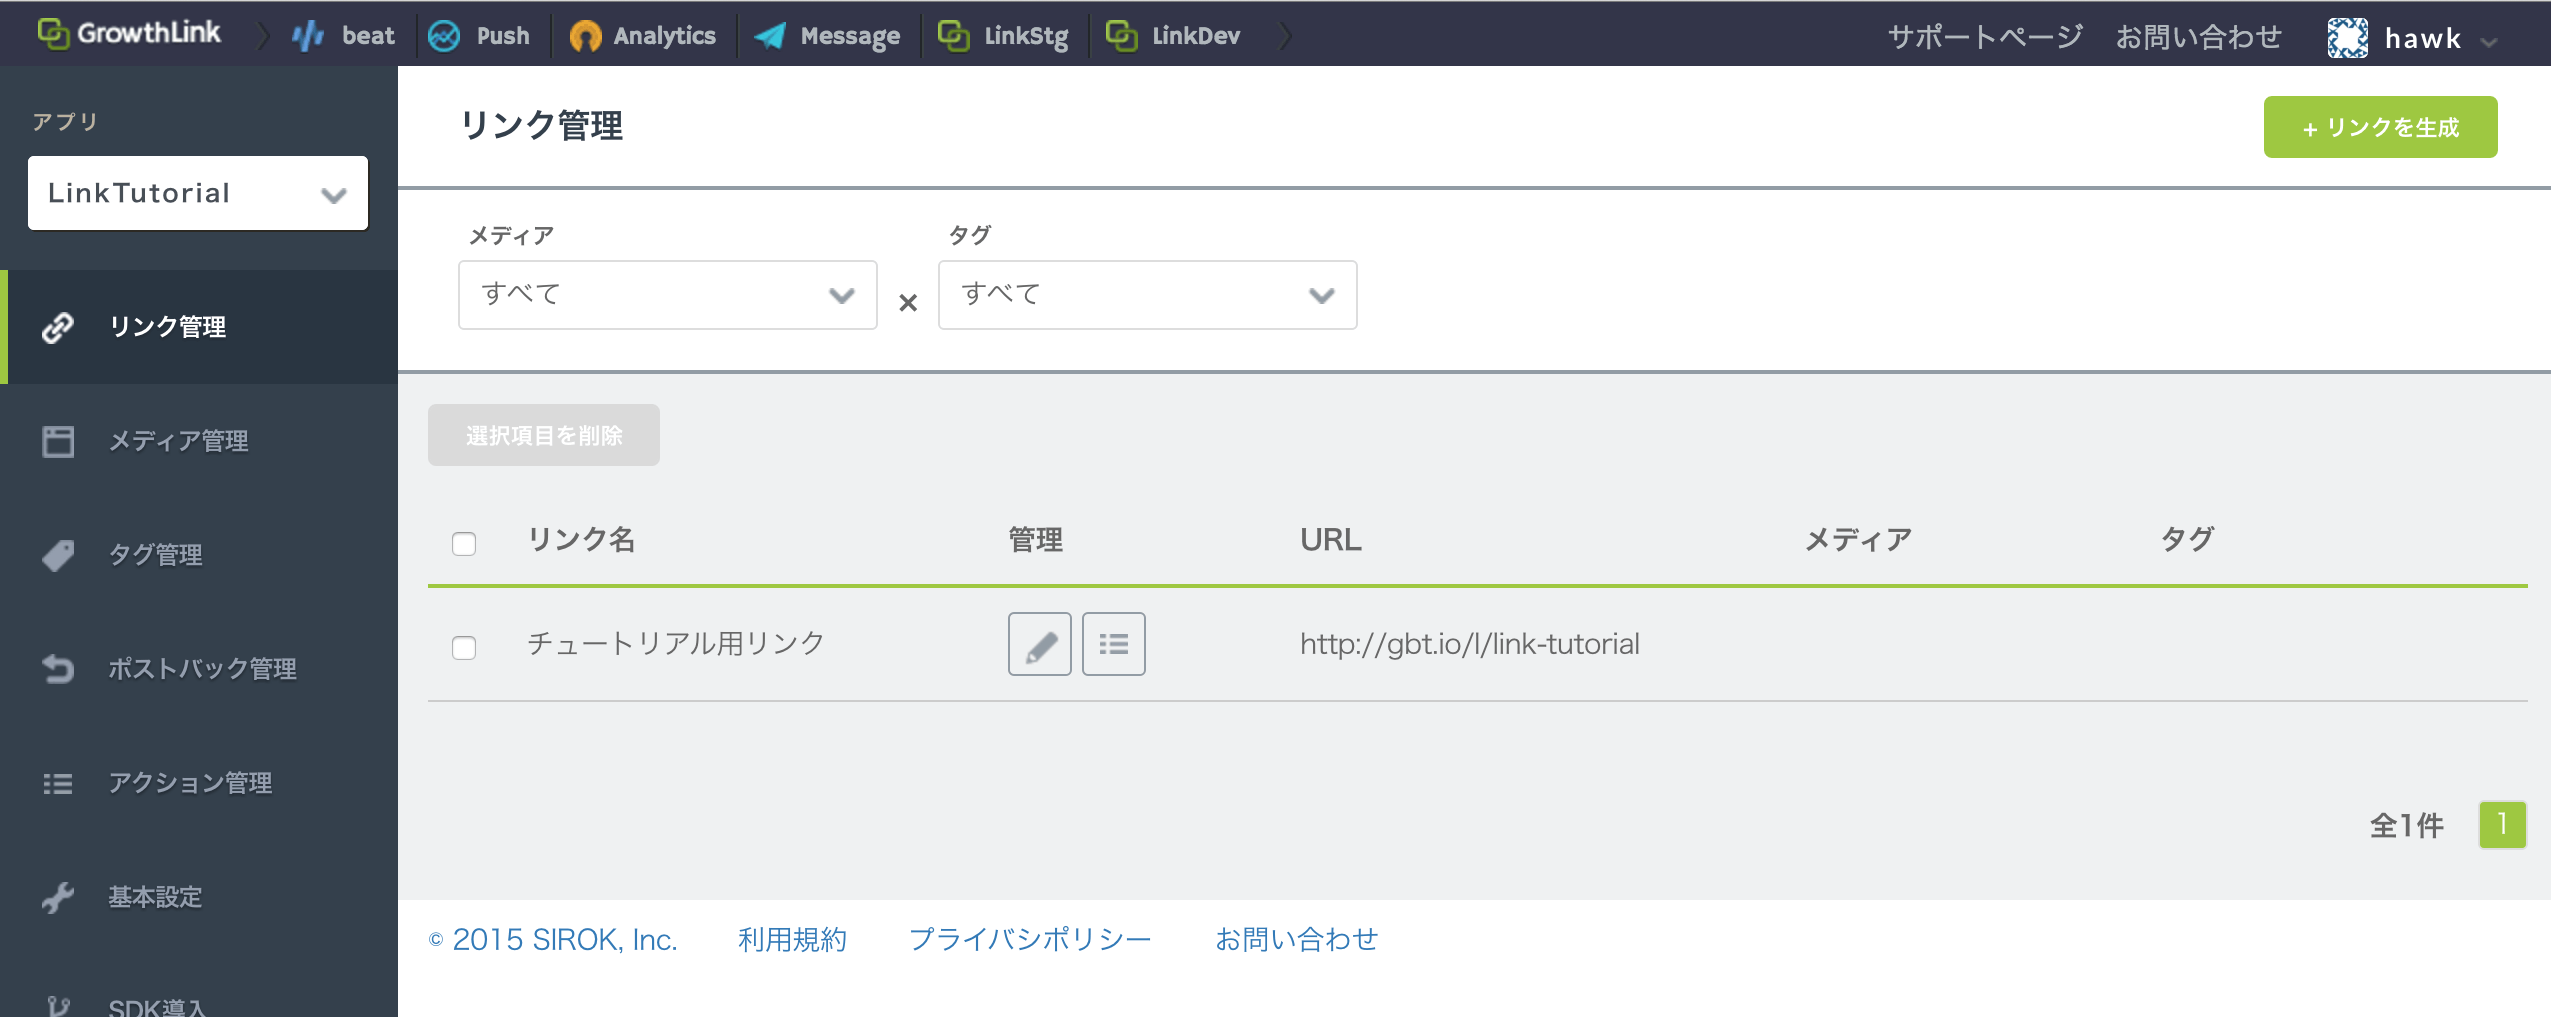 GrowthLink
beat
Push
Analytics
Message
LinkStg
LinkDev
サポートページ
お問い合わせ
hawk
アプリ
LinkTutorial
リンク管理
メディア管理
タグ管理
ポストバック管理
アクション管理
基本設定
SDK導入
リンク管理
+ リンクを生成
メディア
タグ
すべて
×
すべて
選択項目を削除
リンク名
管理
URL
メディア
タグ
チュートリアル用リンク
http://gbt.io/l/link-tutorial
全1件
1
© 2015 SIROK, Inc.
利用規約
プライバシポリシー
お問い合わせ